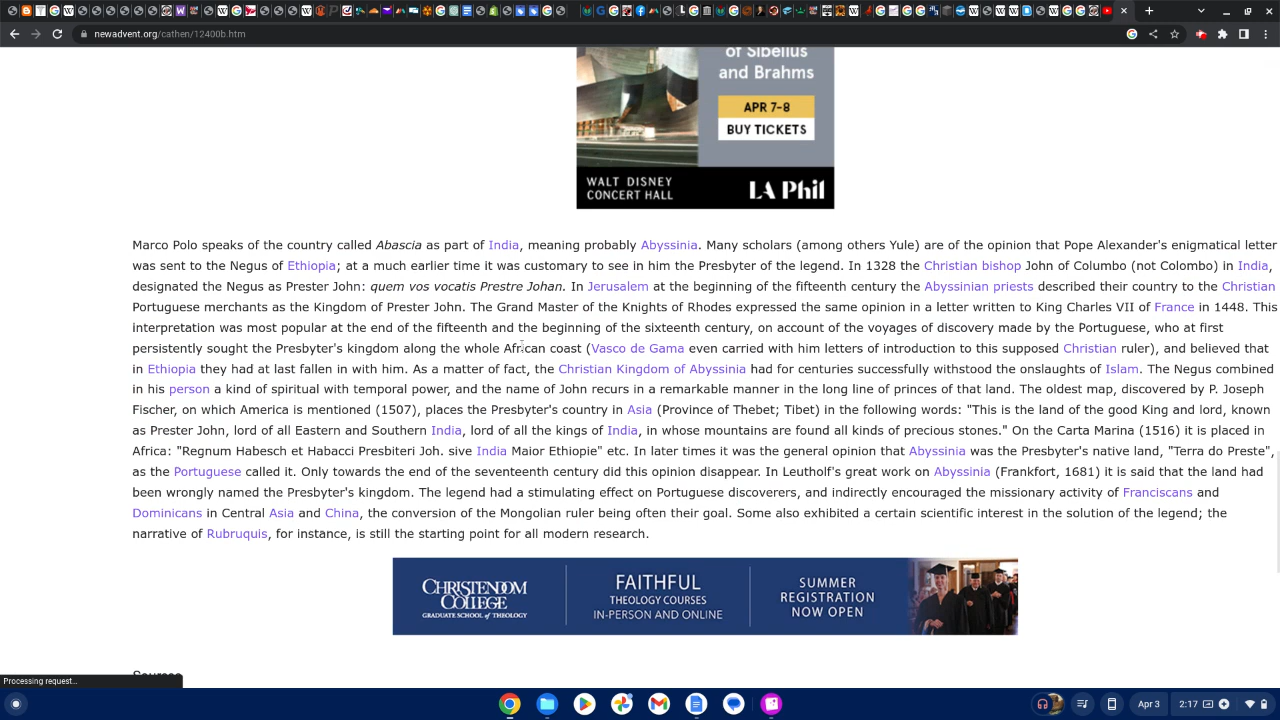 newadvent.org/cathen/12400b.htm
of Sibelius
and Brahms
APR 7-8
BUY TICKETS
WALT DISNEY
CONCERT HALL
LA Phil
Marco Polo speaks of the country called Abascia as part of India, meaning probably Abyssinia. Many scholars (among others Yule) are of the opinion that Pope Alexander's enigmatical letter
was sent to the Negus of Ethiopia; at a much earlier time it was customary to see in him the Presbyter of the legend. In 1328 the Christian bishop John of Columbo (not Colombo) in India,
designated the Negus as Prester John: quem vos vocatis Prestre Johan. In Jerusalem at the beginning of the fifteenth century the Abyssinian priests described their country to the Christian
Portuguese merchants as the Kingdom of Prester John. The Grand Master of the Knights of Rhodes expressed the same opinion in a letter written to King Charles VII of France in 1448. This
interpretation was most popular at the end of the fifteenth and the beginning of the sixteenth century, on account of the voyages of discovery made by the Portuguese, who at first
persistently sought the Presbyter's kingdom along the whole African coast (Vasco de Gama even carried with him letters of introduction to this supposed Christian ruler), and believed that
in Ethiopia they had at last fallen in with him. As a matter of fact, the Christian Kingdom of Abyssinia had for centuries successfully withstood the onslaughts of Islam. The Negus combined
in his person a kind of spiritual with temporal power, and the name of John recurs in a remarkable manner in the long line of princes of that land. The oldest map, discovered by P. Joseph
Fischer, on which America is mentioned (1507), places the Presbyter's country in Asia (Province of Thebet; Tibet) in the following words: "This is the land of the good King and lord, known
as Prester John, lord of all Eastern and Southern India, lord of all the kings of India, in whose mountains are found all kinds of precious stones." On the Carta Marina (1516) it is placed in
Africa: "Regnum Habesch et Habacci Presbiteri Joh. sive India Maior Ethiopie" etc. In later times it was the general opinion that Abyssinia was the Presbyter's native land, "Terra do Preste",
as the Portuguese called it. Only towards the end of the seventeenth century did this opinion disappear. In Leutholf's great work on Abyssinia (Frankfort, 1681) it is said that the land had
been wrongly named the Presbyter's kingdom. The legend had a stimulating effect on Portuguese discoverers, and indirectly encouraged the missionary activity of Franciscans and
Dominicans in Central Asia and China, the conversion of the Mongolian ruler being often their goal. Some also exhibited a certain scientific interest in the solution of the legend; the
narrative of Rubruquis, for instance, is still the starting point for all modern research.
CHRISTENDOM
COLLEGE
GRADUATE SCHOOL of THEOLOGY
FAITHFUL
THEOLOGY COURSES
IN-PERSON AND ONLINE
SUMMER
REGISTRATION
NOW OPEN
Sources
Processing request...
Apr 3
2:17